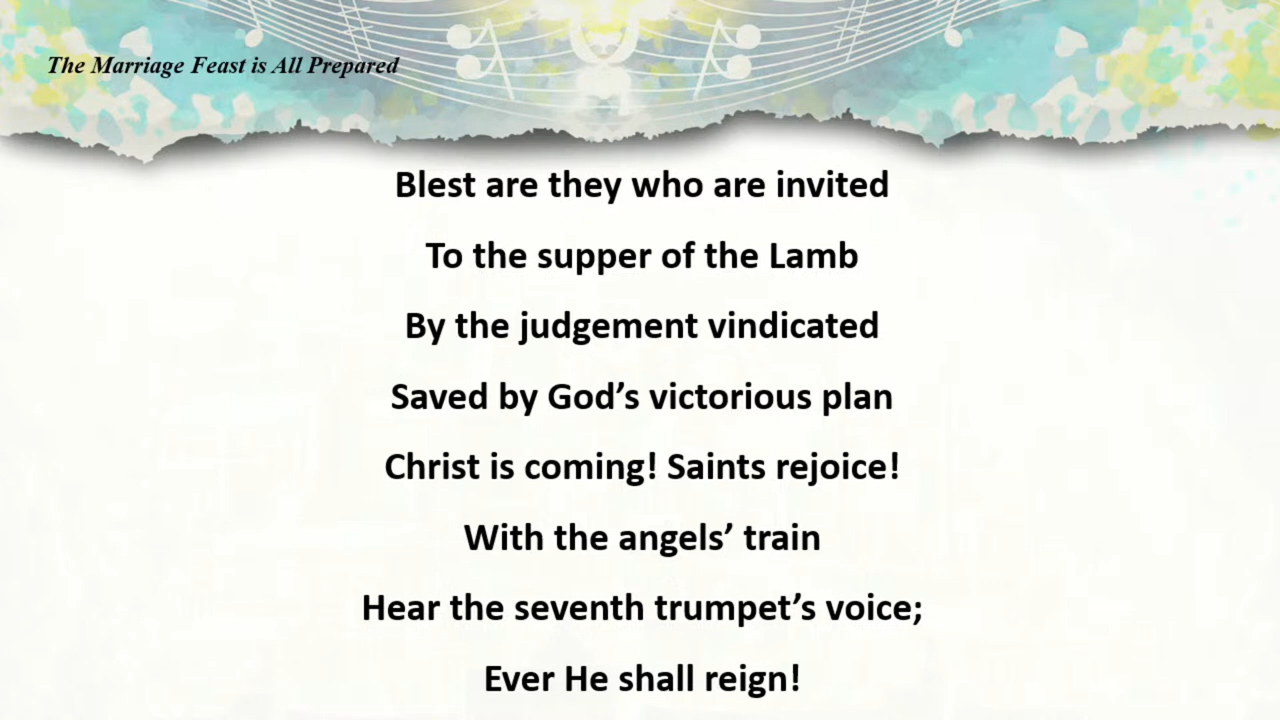 The Marriage Feast is All Prepared
Blest are they who are invited
To the supper of the Lamb
By the judgement vindicated
Saved by God’s victorious plan
Christ is coming! Saints rejoice!
With the angels’ train
Hear the seventh trumpet’s voice;
Ever He shall reign!